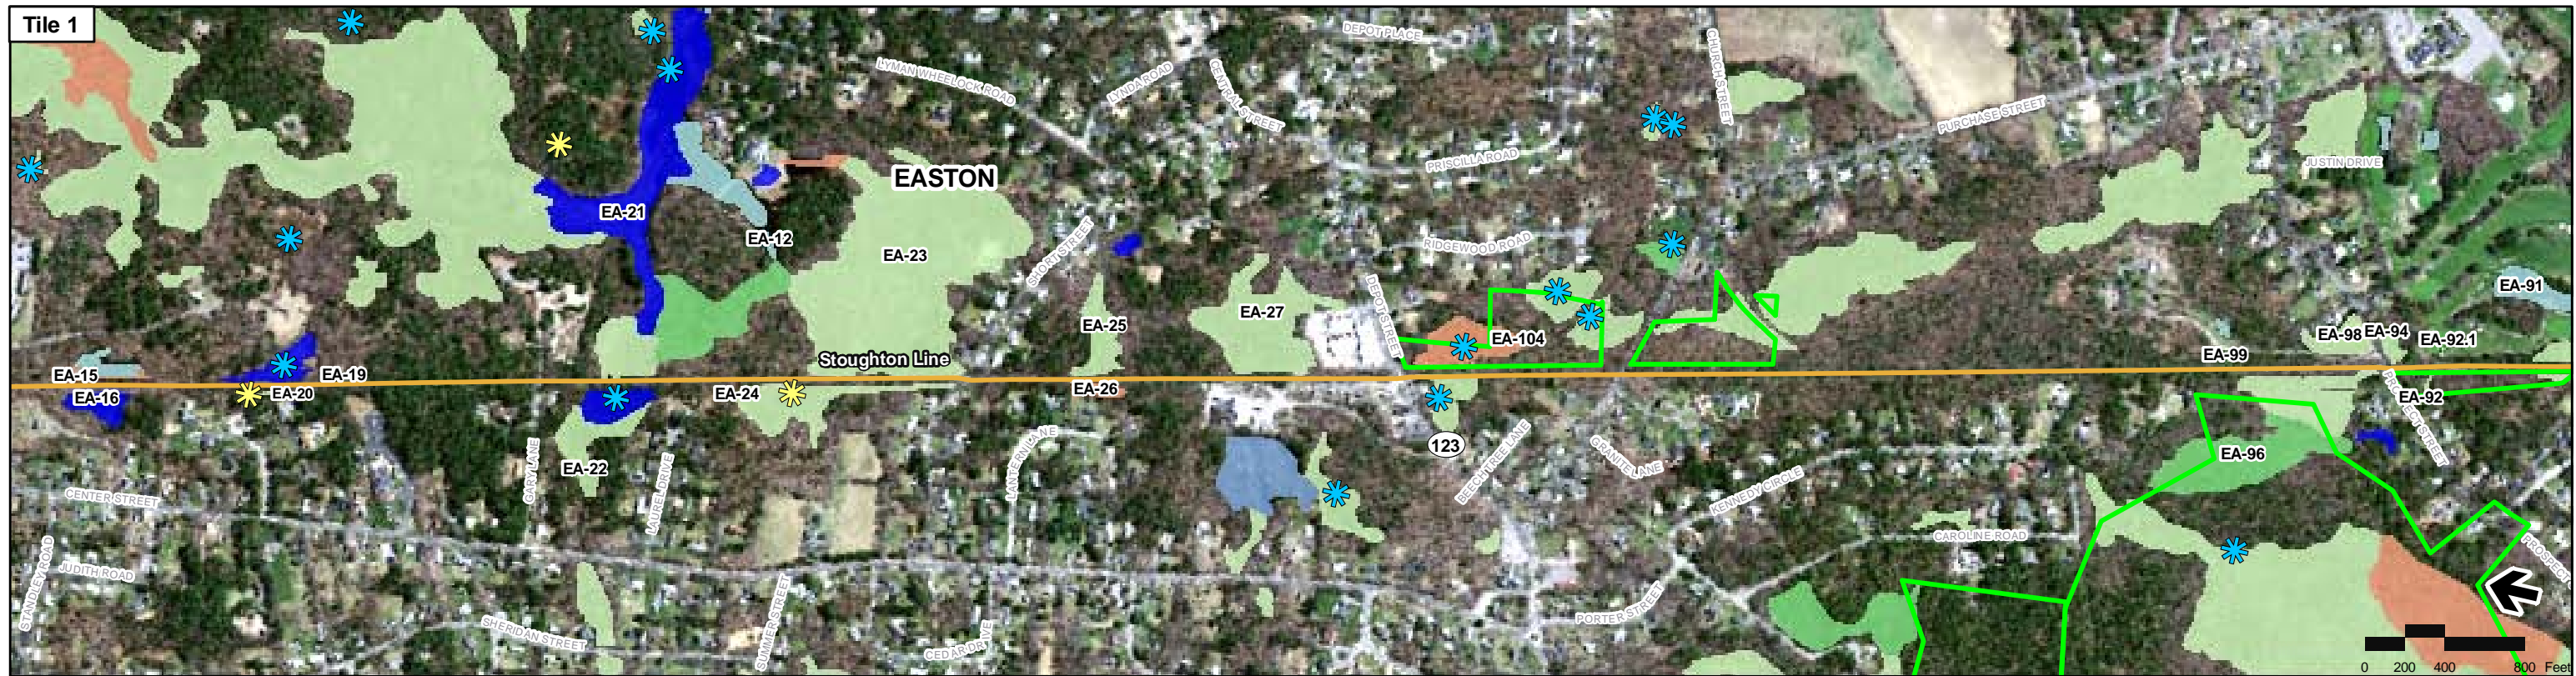 Tile 1
DEPOT PLACE
CHURCH STREET
LYMAN WHEELOCK ROAD
LYNDA ROAD
CENTRAL STREET
PURCHASE STREET
PRISCILLA ROAD
JUSTIN DRIVE
EASTON
EA-21
EA-12
EA-23
SHORT STREET
RIDGEWOOD ROAD
EA-91
EA-25
EA-27
DEPOT STREET
EA-104
EA-98
EA-94
EA-92.1
EA-99
Stoughton Line
EA-15
EA-19
EA-16
EA-20
EA-24
EA-26
EA-92
PROSPECT STREET
123
GARY LANE
EA-22
LAUREL DRIVE
LANTERN LANE
BEECHTREE LANE
GRANITE LANE
KENNEDY CIRCLE
EA-96
CENTER STREET
CAROLINE ROAD
STANDLEY ROAD
JUDITH ROAD
SHERIDAN STREET
SUMMER STREET
CEDAR DRIVE
PORTER STREET
PROSPEC
0 200 400 800 Feet